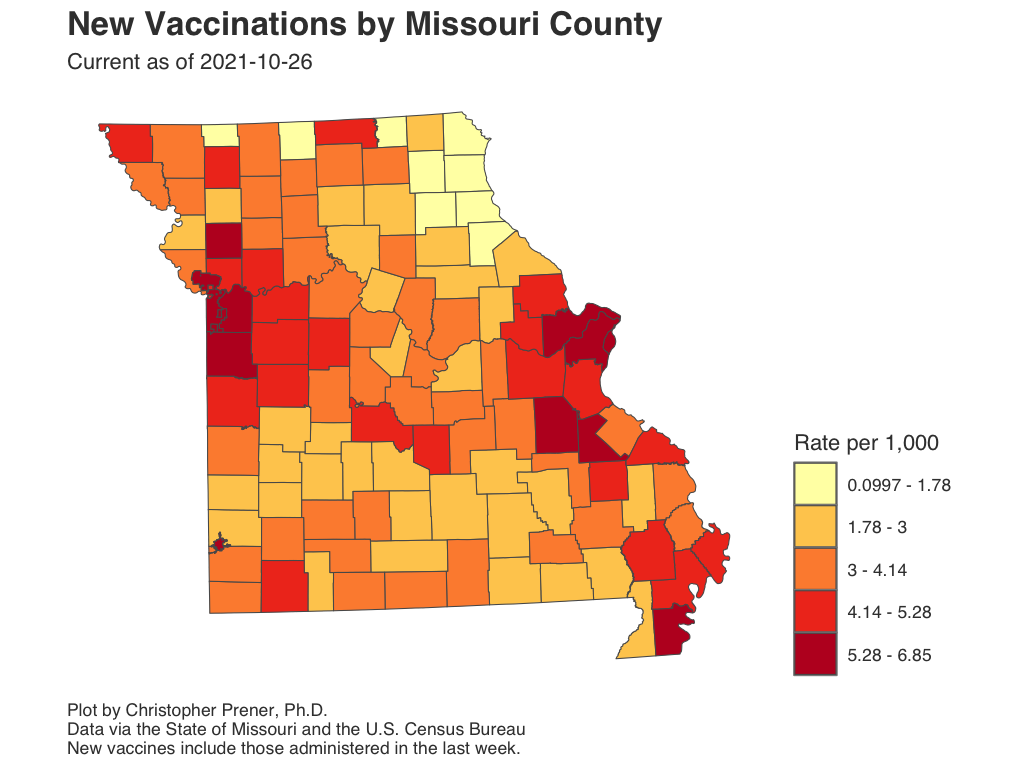 New Vaccinations by Missouri County
Current as of 2021-10-26
Rate per 1,000
0.0997 - 1.78
1.78 - 3
3 - 4.14
4.14 - 5.28
5.28 - 6.85
Plot by Christopher Prener, Ph.D.
Data via the State of Missouri and the U.S. Census Bureau
New vaccines include those administered in the last week.